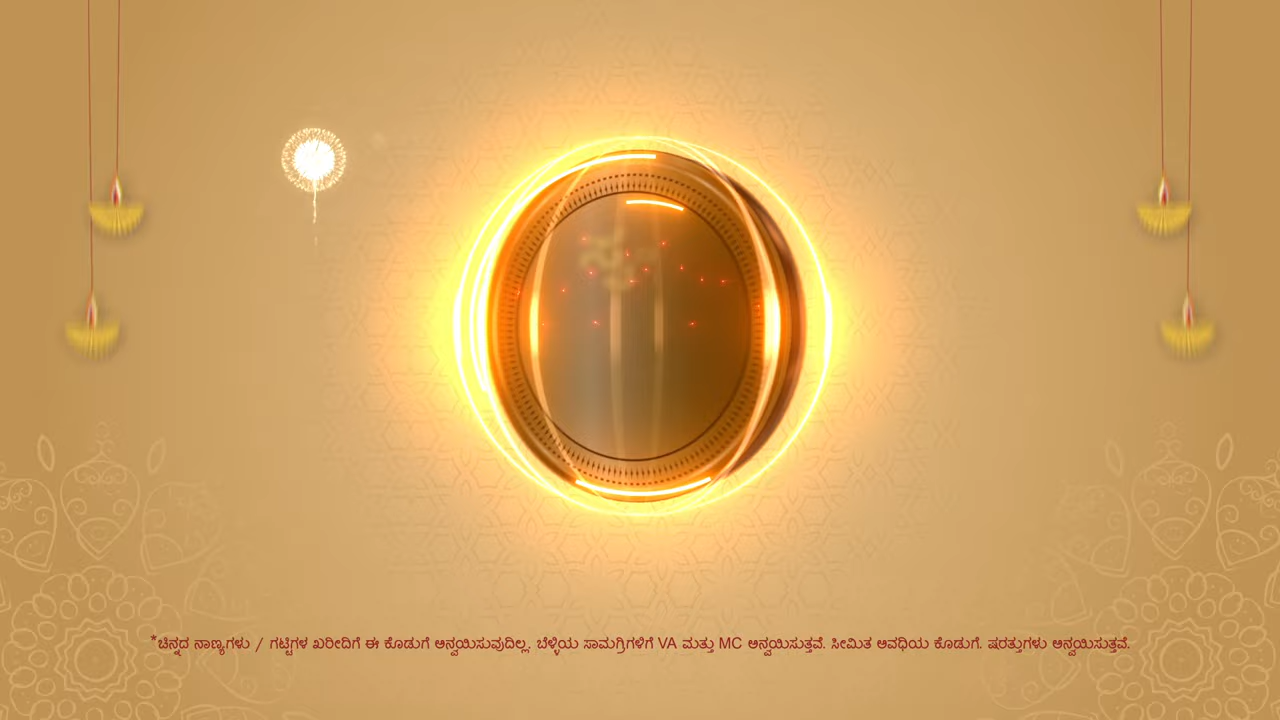 *ಚಿನ್ನದ ನಾಣ್ಯಗಳು / ಗಟ್ಟಿಗಳ ಖರೀದಿಗೆ ಈ ಕೊಡುಗೆ ಅನ್ವಯಿಸುವುದಿಲ್ಲ. ಬೆಳ್ಳಿಯ ಸಾಮಗ್ರಿಗಳಿಗೆ VA ಮತ್ತು MC ಅನ್ವಯಿಸುತ್ತವೆ. ಸೀಮಿತ ಅವಧಿಯ ಕೊಡುಗೆ. ಷರತ್ತುಗಳು ಅನ್ವಯಿಸುತ್ತವೆ.